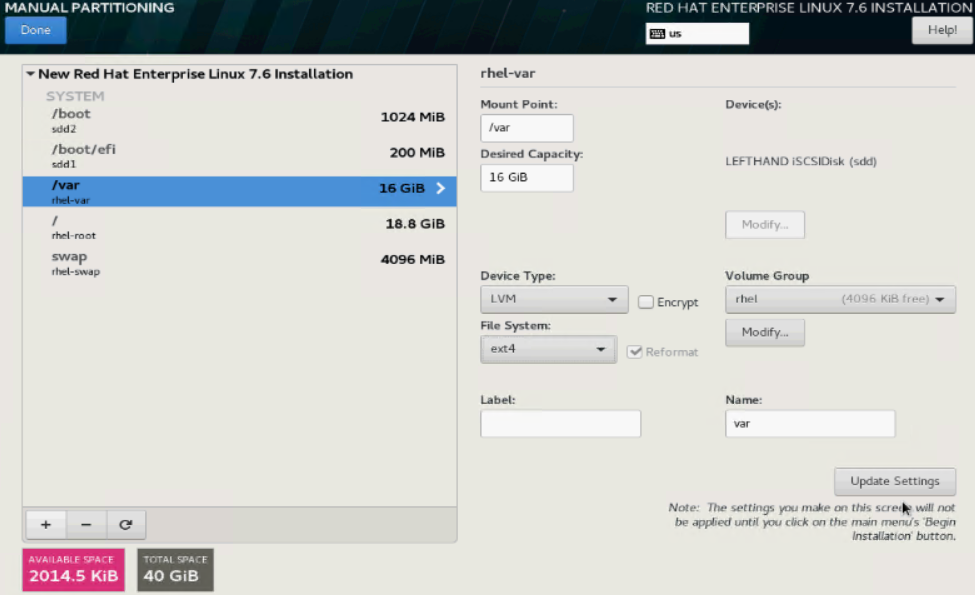 MANUAL PARTITIONING
RED HAT ENTERPRISE LINUX 7.6 INSTALLATION
Done
us
Help!
New Red Hat Enterprise Linux 7.6 Installation
SYSTEM
/boot
1024 MiB
sdd2
/boot/efi
200 MiB
sdd1
/var
16 GiB
rhel-var
/
18.8 GiB
rhel-root
swap
4096 MiB
rhel-swap
+ −
AVAILABLE SPACE
2014.5 KiB
TOTAL SPACE
40 GiB
rhel-var
Mount Point:
/var
Device(s):
Desired Capacity:
16 GiB
LEFTHAND iSCSIDisk (sdd)
Modify...
Device Type:
LVM
Encrypt
Volume Group
rhel (4096 KiB free)
File System:
ext4
Reformat
Modify...
Label:
Name:
var
Update Settings
Note: The settings you make on this screen will not
be applied until you click on the main menu's 'Begin
Installation' button.